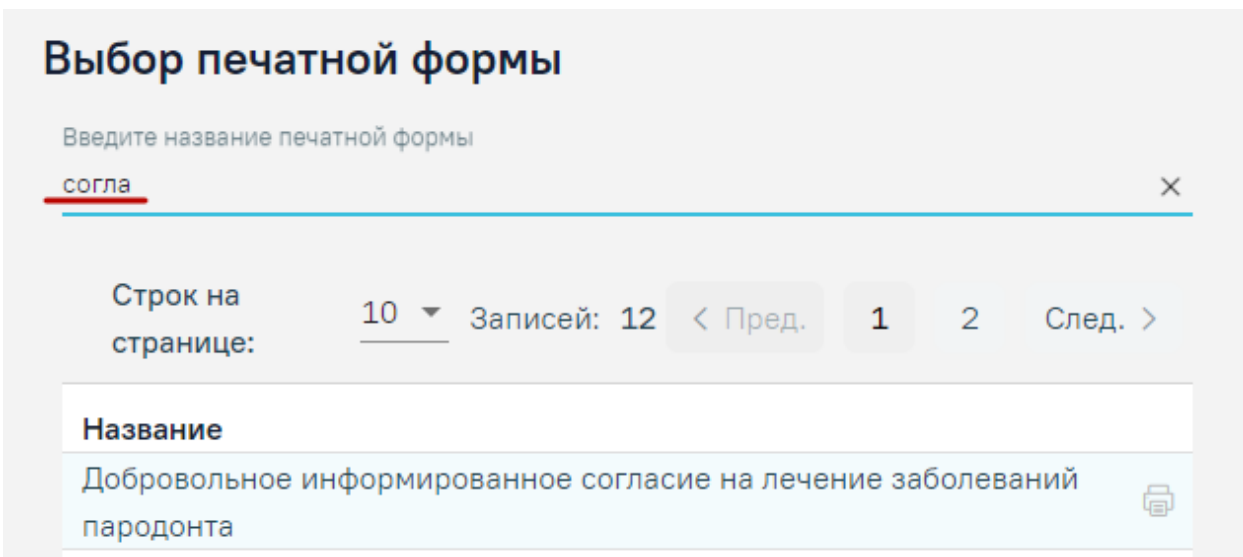 Выбор печатной формы
Введите название печатной формы
согла
Строк на
странице:
10 Записей: 12 Пред. 1 2 След.
Название
Добровольное информированное согласие на лечение заболеваний
пародонта